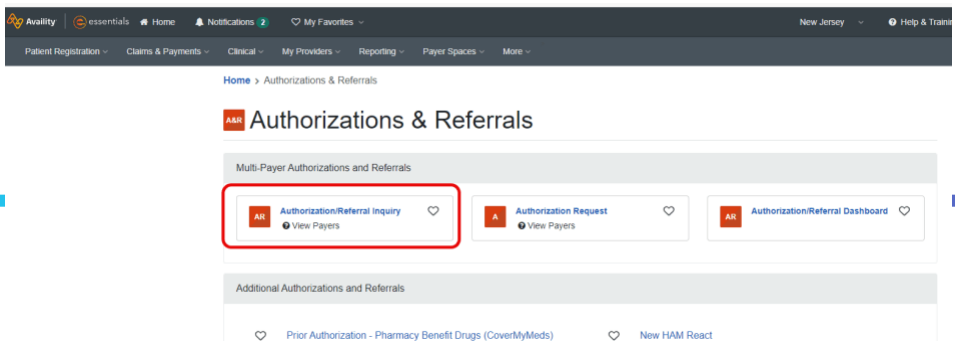 Availity essentials Home Notifications 2 My Favorites New Jersey Help & Trainin
Patient Registration Claims & Payments Clinical My Providers Reporting Payer Spaces More
Home > Authorizations & Referrals
A&R Authorizations & Referrals
Multi-Payer Authorizations and Referrals
AR Authorization/Referral Inquiry
View Payers
A Authorization Request
View Payers
AR Authorization/Referral Dashboard
Additional Authorizations and Referrals
Prior Authorization - Pharmacy Benefit Drugs (CoverMyMeds) New HAM React